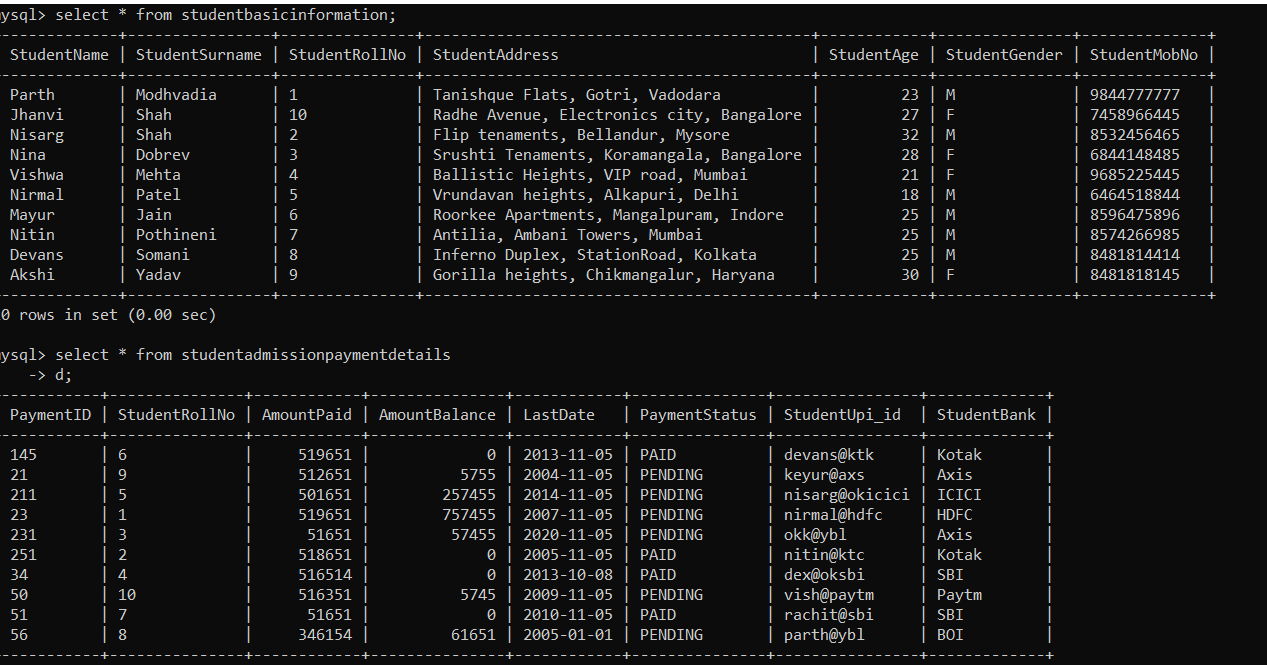 ysql> select * from studentbasicinformation;
StudentName | StudentSurname | StudentRollNo | StudentAddress | StudentAge | StudentGender | StudentMobNo |
Parth | Modhvadia | 1 | Tanishque Flats, Gotri, Vadodara | 23 | M | 9844777777 |
Jhanvi | Shah | 10 | Radhe Avenue, Electronics city, Bangalore | 27 | F | 7458966445 |
Nisarg | Shah | 2 | Flip tenaments, Bellandur, Mysore | 32 | M | 8532456465 |
Nina | Dobrev | 3 | Srushti Tenaments, Koramangala, Bangalore | 28 | F | 6844148485 |
Vishwa | Mehta | 4 | Ballistic Heights, VIP road, Mumbai | 21 | F | 9685225445 |
Nirmal | Patel | 5 | Vrundavan heights, Alkapuri, Delhi | 18 | M | 6464518844 |
Mayur | Jain | 6 | Roorkee Apartments, Mangalpuram, Indore | 25 | M | 8596475896 |
Nitin | Pothineni | 7 | Antilia, Ambani Towers, Mumbai | 25 | M | 8574266985 |
Devans | Somani | 8 | Inferno Duplex, StationRoad, Kolkata | 25 | M | 8481814414 |
Akshi | Yadav | 9 | Gorilla heights, Chikmangalur, Haryana | 30 | F | 8481818145 |
0 rows in set (0.00 sec)
ysql> select * from studentadmissionpaymentdetails
-> d;
PaymentID | StudentRollNo | AmountPaid | AmountBalance | LastDate | PaymentStatus | StudentUpi_id | StudentBank |
145 | 6 | 519651 | 0 | 2013-11-05 | PAID | devans@ktk | Kotak |
21 | 9 | 512651 | 5755 | 2004-11-05 | PENDING | keyur@axs | Axis |
211 | 5 | 501651 | 257455 | 2014-11-05 | PENDING | nisarg@okicici | ICICI |
23 | 1 | 519651 | 757455 | 2007-11-05 | PENDING | nirmal@hdfc | HDFC |
231 | 3 | 51651 | 57455 | 2020-11-05 | PENDING | okk@ybl | Axis |
251 | 2 | 518651 | 0 | 2005-11-05 | PAID | nitin@ktc | Kotak |
34 | 4 | 516514 | 0 | 2013-10-08 | PAID | dex@oksbi | SBI |
50 | 10 | 516351 | 5745 | 2009-11-05 | PENDING | vish@paytm | Paytm |
51 | 7 | 51651 | 0 | 2010-11-05 | PAID | rachit@sbi | SBI |
56 | 8 | 346154 | 61651 | 2005-01-01 | PENDING | parth@ybl | BOI |